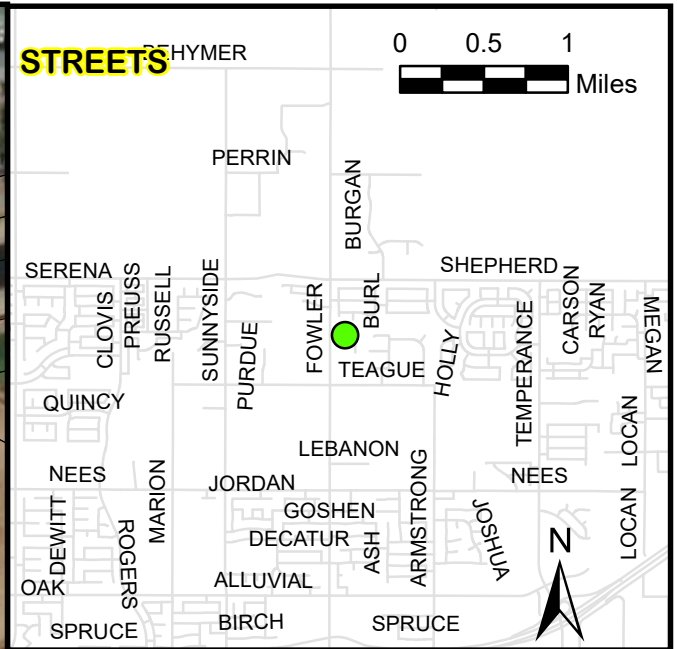 STREETS
BEHYMER
0 0.5 1
Miles
PERRIN
BURGAN
SERENA
SHEPHERD
CLOVIS
PREUSS
RUSSELL
SUNNYSIDE
PURDUE
FOWLER
BURL
TEAGUE
HOLLY
TEMPERANCE
CARSON
RYAN
MEGAN
QUINCY
LEBANON
LOCAN
NEES
JORDAN
NEES
GOSHEN
DECATUR
DEWITT
ROGERS
MARION
ASH
ARMSTRONG
JOSHUA
LOCAN
N
OAK
ALLUVIAL
SPRUCE
BIRCH
SPRUCE